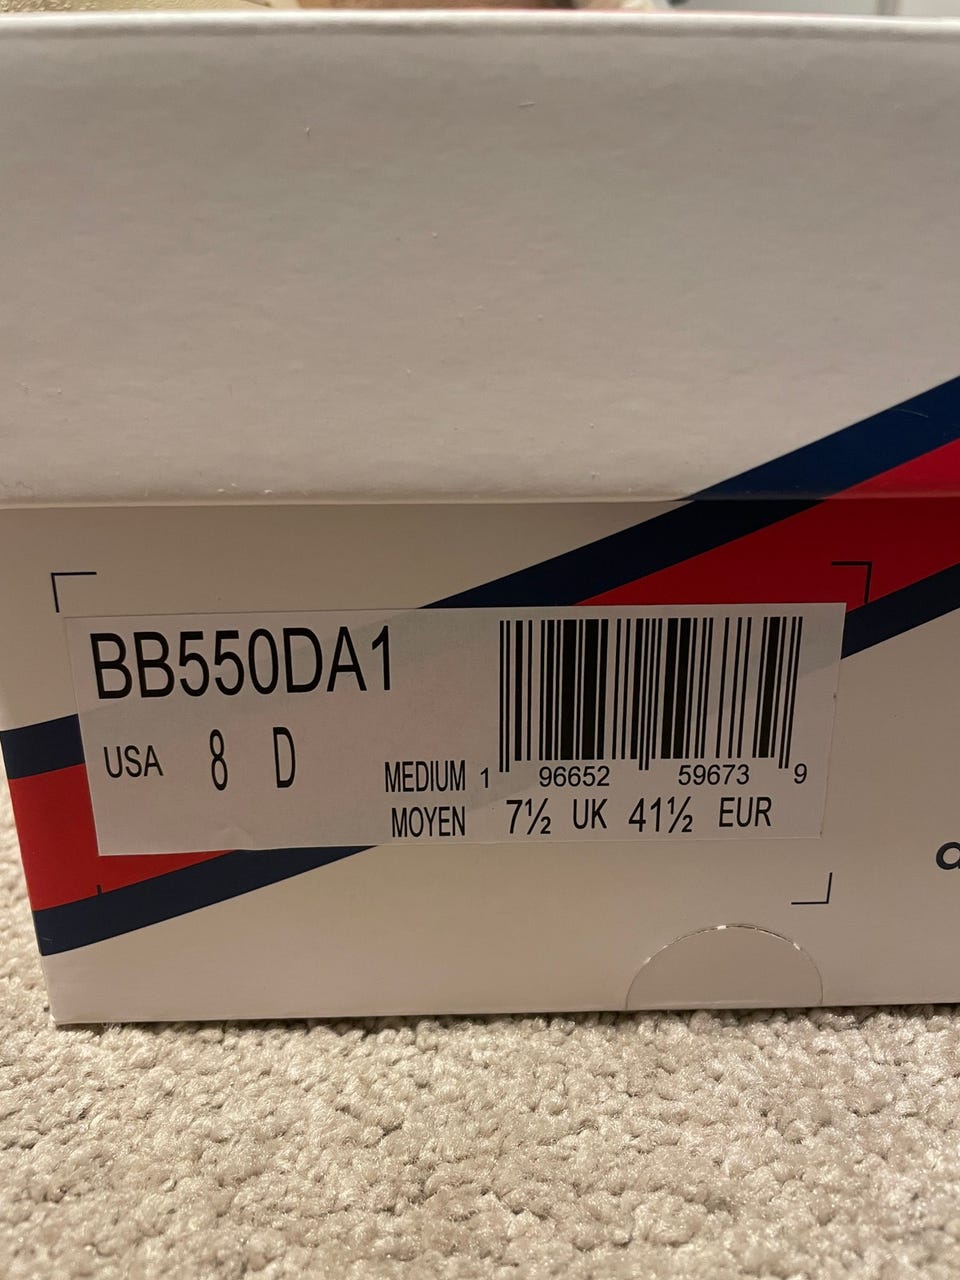 BB550DA1
USA 8 D
MEDIUM
MOYEN
1 96652 59673 9
7½ UK 41½ EUR